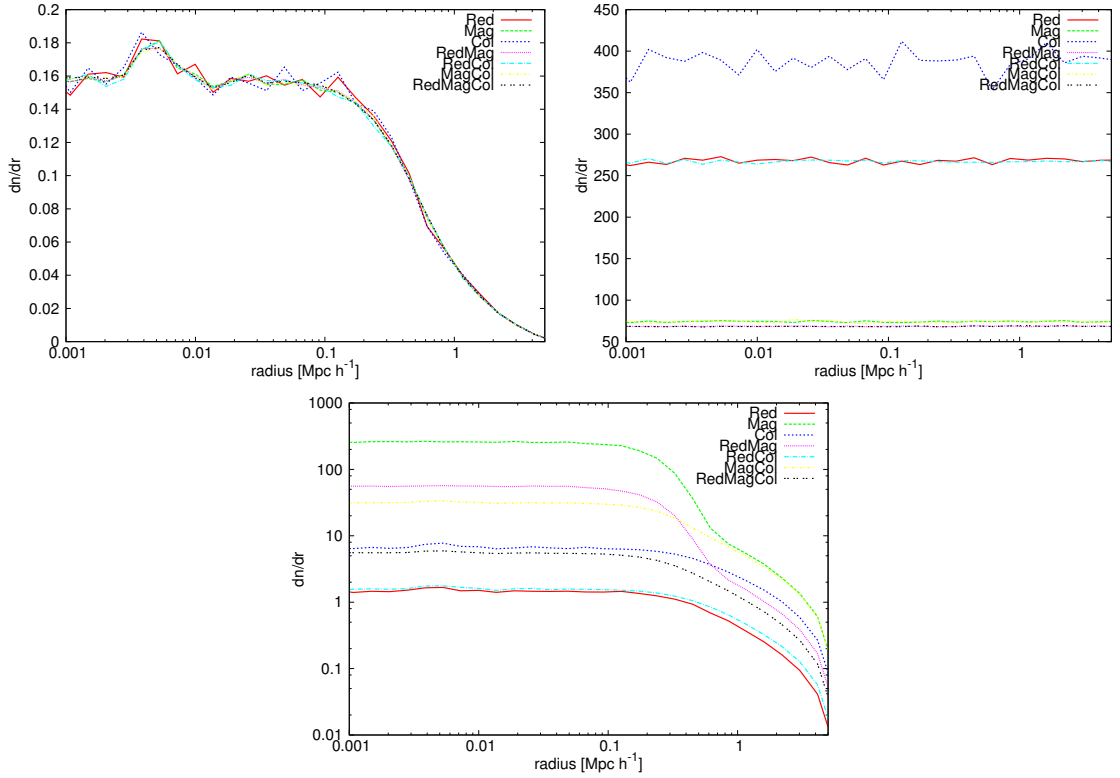 0.2
0.18
0.16
0.14
0.12
0.1
0.08
0.06
0.04
0.02
0
dn/dr
0.001
0.01
0.1
1
radius [Mpc h-1]
Red
Mag
Col
RedMag
RedCol
MagCol
RedMagCol
450
400
350
300
250
200
150
100
50
dn/dr
0.001
0.01
0.1
1
radius [Mpc h-1]
Red
Mag
Col
RedMag
RedCol
MagCol
RedMagCol
1000
100
10
1
0.1
0.01
dn/dr
0.001
0.01
0.1
1
radius [Mpc h-1]
Red
Mag
Col
RedMag
RedCol
MagCol
RedMagCol